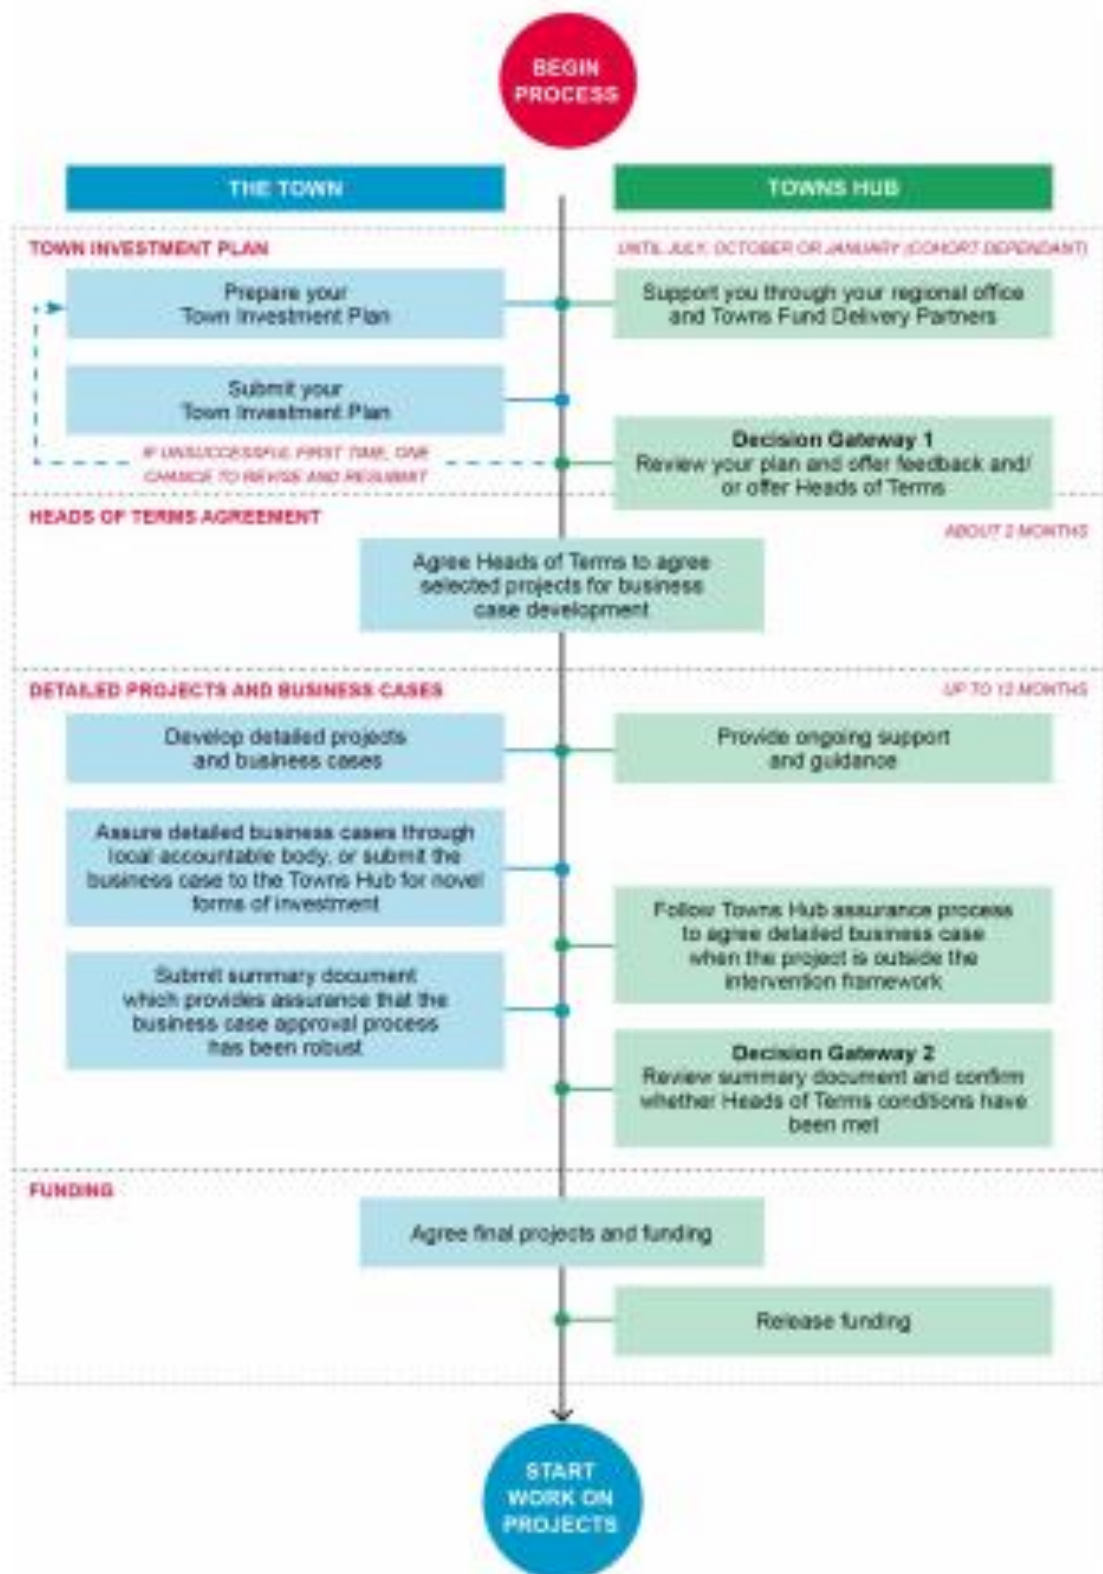 BEGIN
PROCESS
THE TOWN
TOWNS HUB
TOWN INVESTMENT PLAN
UNTIL JULY, OCTOBER OR JANUARY (COHORT DEPENDANT)
Prepare your
Town Investment Plan
Support you through your regional office
and Towns Fund Delivery Partners
Submit your
Town Investment Plan
Decision Gateway 1
Review your plan and offer feedback and/
or offer Heads of Terms
IF UNSUCCESSFUL FIRST TIME, ONE
CHANCE TO REVISE AND RESUBMIT
HEADS OF TERMS AGREEMENT
ABOUT 2 MONTHS
Agree Heads of Terms to agree
selected projects for business
case development
DETAILED PROJECTS AND BUSINESS CASES
UP TO 12 MONTHS
Develop detailed projects
and business cases
Provide ongoing support
and guidance
Assure detailed business cases through
local accountable body, or submit the
business case to the Towns Hub for novel
forms of investment
Follow Towns Hub assurance process
to agree detailed business case
when the project is outside the
intervention framework
Submit summary document
which provides assurance that the
business case approval process
has been robust
Decision Gateway 2
Review summary document and confirm
whether Heads of Terms conditions have
been met
FUNDING
Agree final projects and funding
Release funding
START
WORK ON
PROJECTS